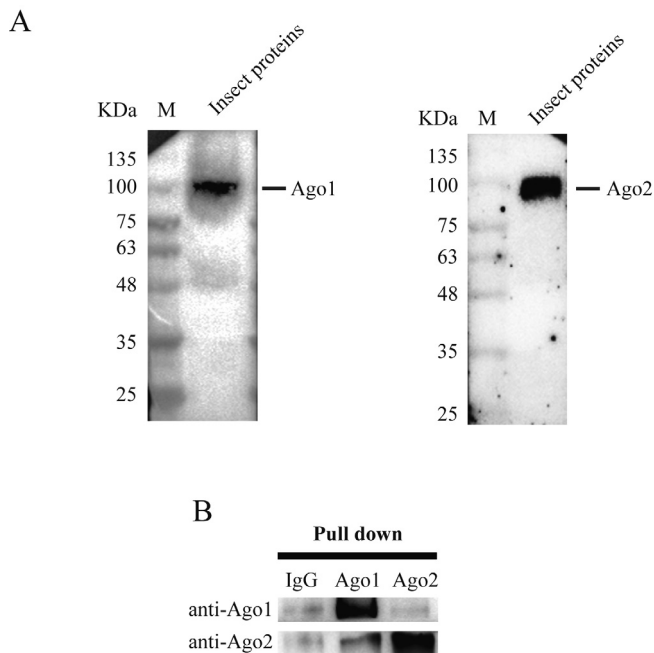 A
KDa M Insect proteins
135
100 Ago1
75
63
48
35
25
KDa M Insect proteins
135
100 Ago2
75
63
48
35
25
B
Pull down
IgG Ago1 Ago2
anti-Ago1
anti-Ago2